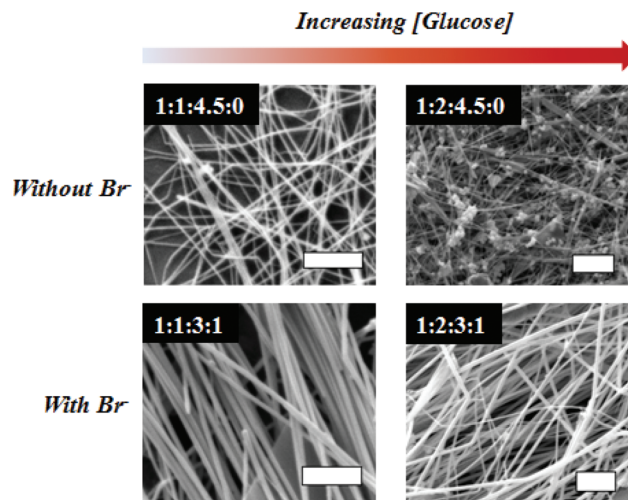 Increasing [Glucose]
1:1:4.5:0
1:2:4.5:0
Without Br-
1:1:3:1
1:2:3:1
With Br-